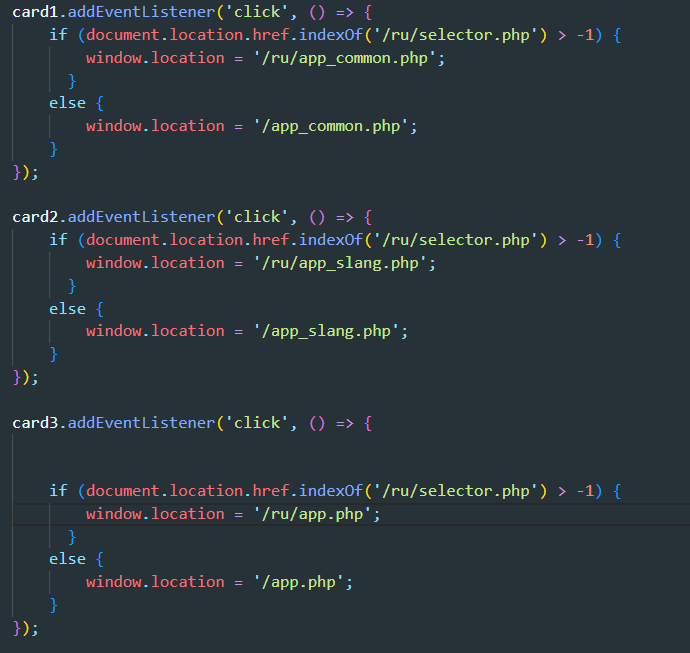 card1.addEventListener('click', () => {
    if (document.location.href.indexOf('/ru/selector.php') > -1) {
        window.location = '/ru/app_common.php';
      }
    else {
        window.location = '/app_common.php';
    }
});

card2.addEventListener('click', () => {
    if (document.location.href.indexOf('/ru/selector.php') > -1) {
        window.location = '/ru/app_slang.php';
      }
    else {
        window.location = '/app_slang.php';
    }
});

card3.addEventListener('click', () => {


    if (document.location.href.indexOf('/ru/selector.php') > -1) {
        window.location = '/ru/app.php';
      }
    else {
        window.location = '/app.php';
    }
});